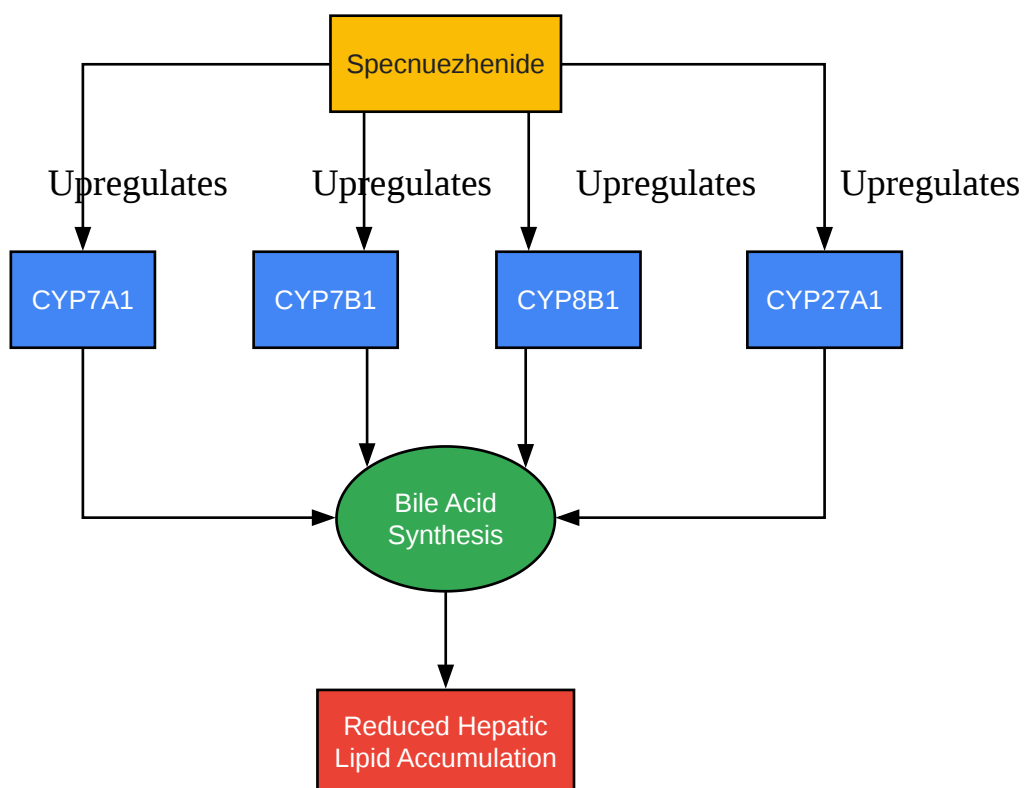 Specnuezhenide
Upregulates Upregulates Upregulates Upregulates
CYP7A1 CYP7B1 CYP8B1 CYP27A1
Bile Acid
Synthesis
Reduced Hepatic
Lipid Accumulation